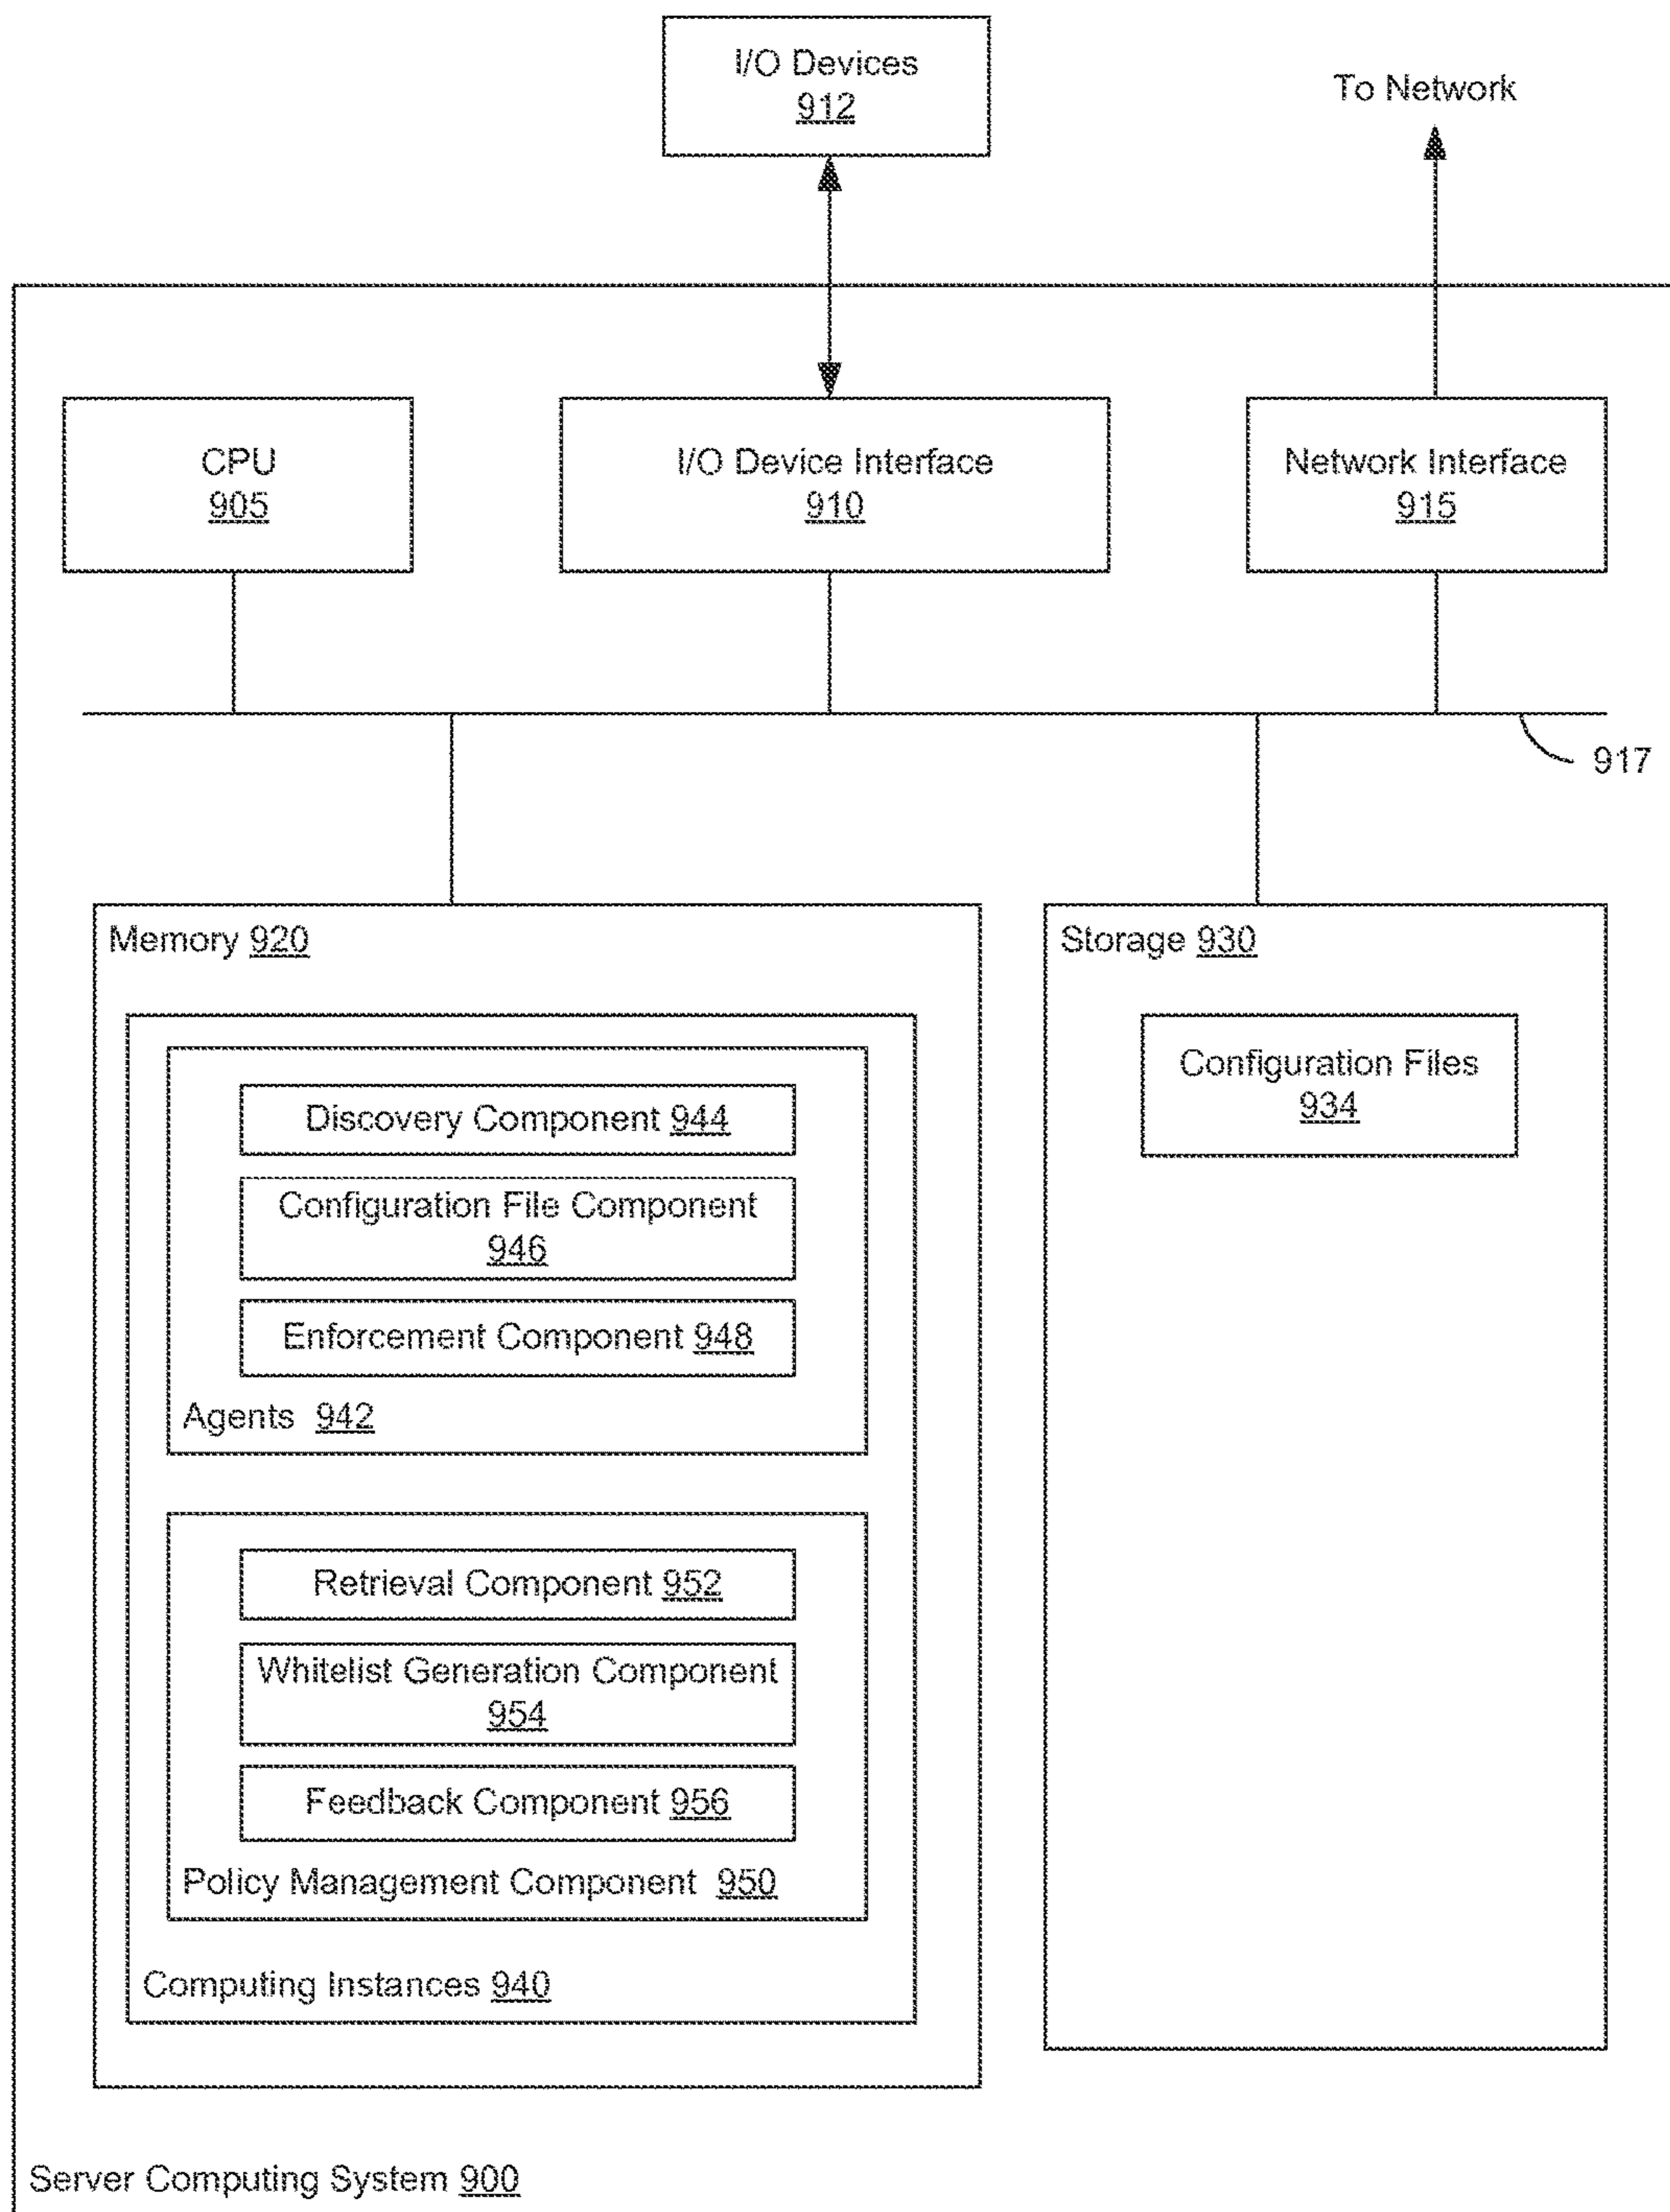 I/O Devices
912
To Network
CPU
905
I/O Device Interface
910
Network Interface
915
917
Memory 920
Discovery Component 944
Configuration File Component
946
Enforcement Component 948
Agents 942
Retrieval Component 952
Whitelist Generation Component
954
Feedback Component 956
Policy Management Component 950
Computing Instances 940
Storage 930
Configuration Files
934
Server Computing System 900